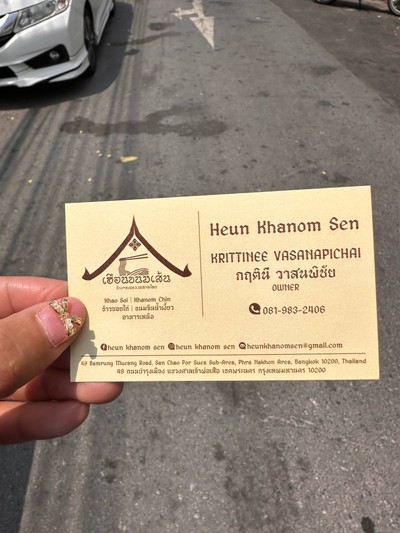 เฮือนขนมเส้น
Khao Soi | Khanom Chin
ข้าวซอยไก่ | ขนมจีนน้ำเงี้ยว
อาหารเหนือ
Heun Khanom Sen
KRITTINEE VASANAPICHAI
กฤติณี วาสนพิชัย
OWNER
081-983-2406
heun khanom sen heun khanom sen heunkhanomsen@gmail.com
49 Bamrung Mueang Road, San Chao Por Suea Sub-Area, Phra Nakhon Area, Bangkok 10200, Thailand
49 ถนนบำรุงเมือง แขวงศาลเจ้าพ่อเสือ เขตพระนคร กรุงเทพมหานคร 10200